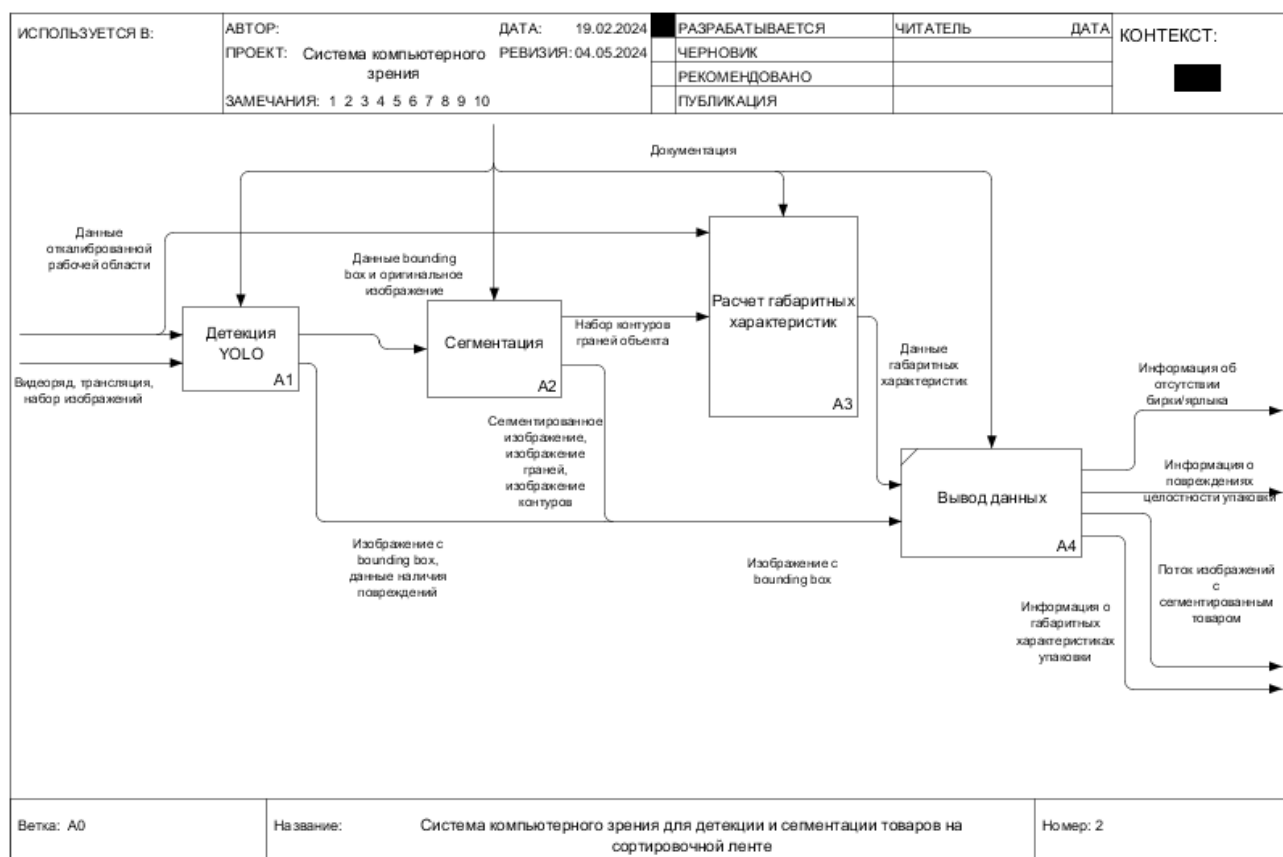 ИСПОЛЬЗУЕТСЯ В:
АВТОР:
ДАТА: 19.02.2024
ПРОЕКТ: Система компьютерного
зрения
РЕВИЗИЯ: 04.05.2024
ЗАМЕЧАНИЯ: 1 2 3 4 5 6 7 8 9 10
РАЗРАБАТЫВАЕТСЯ
ЧЕРНОВИК
РЕКОМЕНДОВАНО
ПУБЛИКАЦИЯ
ЧИТАТЕЛЬ
ДАТА
КОНТЕКСТ:
Документация
Данные
откалиброванной
рабочей области
Данные bounding
box и оригинальное
изображение
Детекция
YOLO
A1
Видеоряд, трансляция,
набор изображений
Сегментация
A2
Набор контуров
граней объекта
Расчет габаритных
характеристик
A3
Данные
габаритных
характеристик
Сегментированное
изображение,
изображение
граней,
изображение
контуров
Изображение с
bounding box,
данные наличия
повреждений
Изображение с
bounding box
Вывод данных
A4
Информация об
отсутствии
бирки/ярлыка
Информация о
повреждениях
целостности упаковки
Поток изображений
с
сегментированным
товаром
Информация о
габаритных
характеристиках
упаковки
Ветка: A0
Название:
Система компьютерного зрения для детекции и сегментации товаров на
сортировочной ленте
Номер: 2